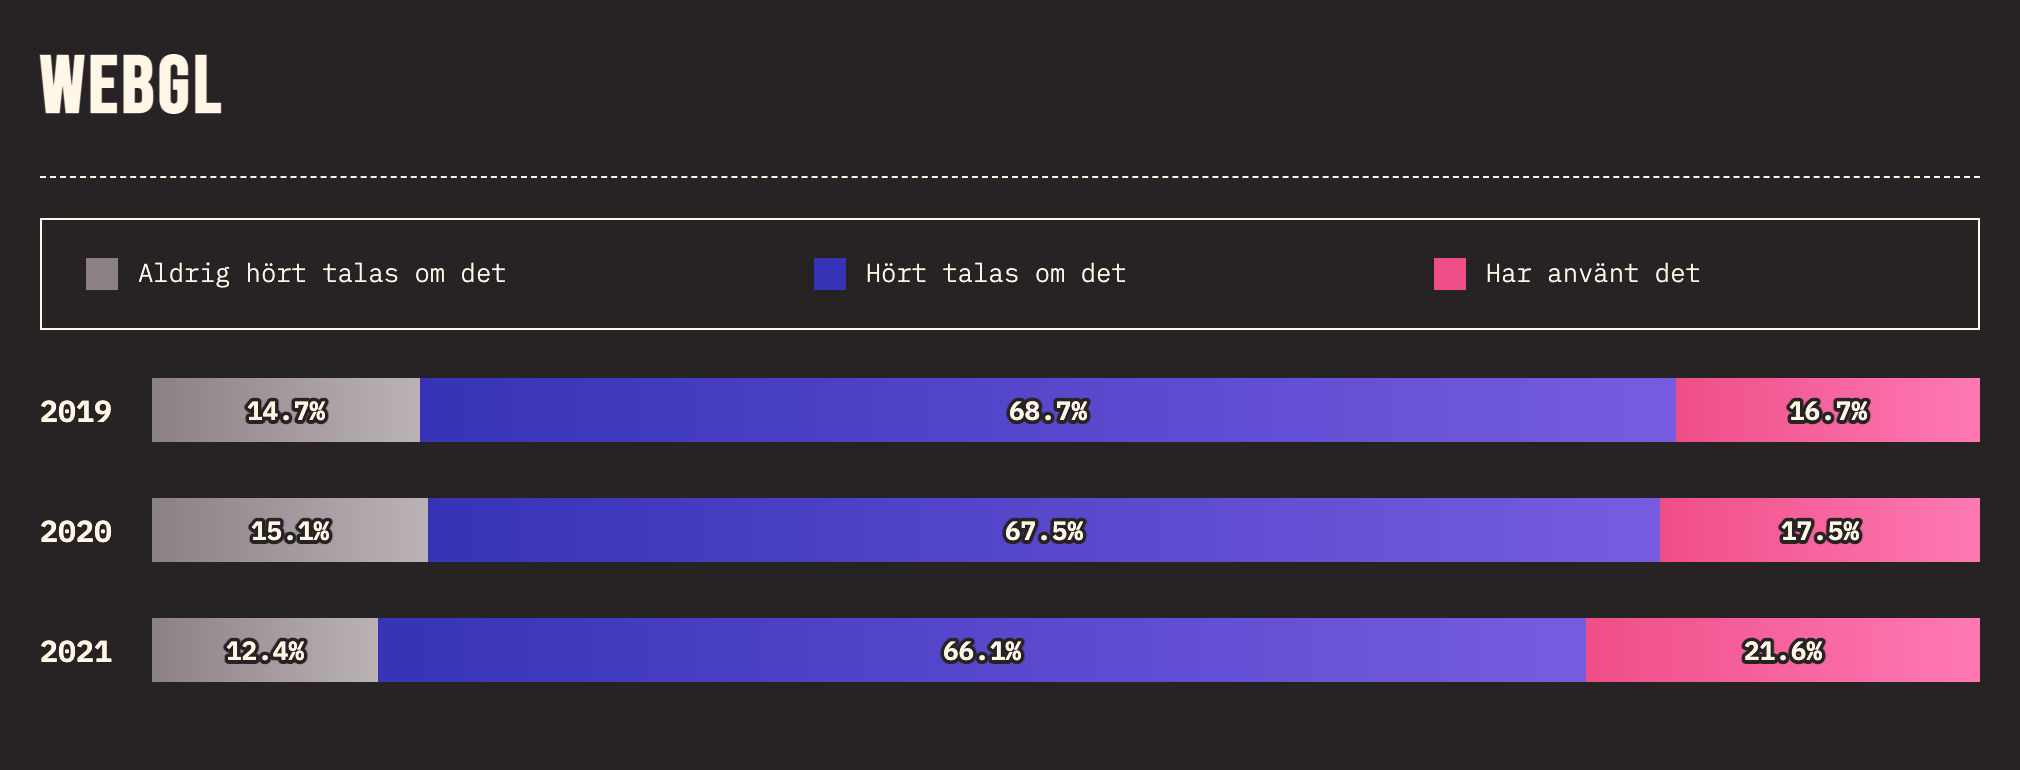 WEBGL
Aldrig hört talas om det Hört talas om det Har använt det
2019 14.7% 68.7% 16.7%
2020 15.1% 67.5% 17.5%
2021 12.4% 66.1% 21.6%